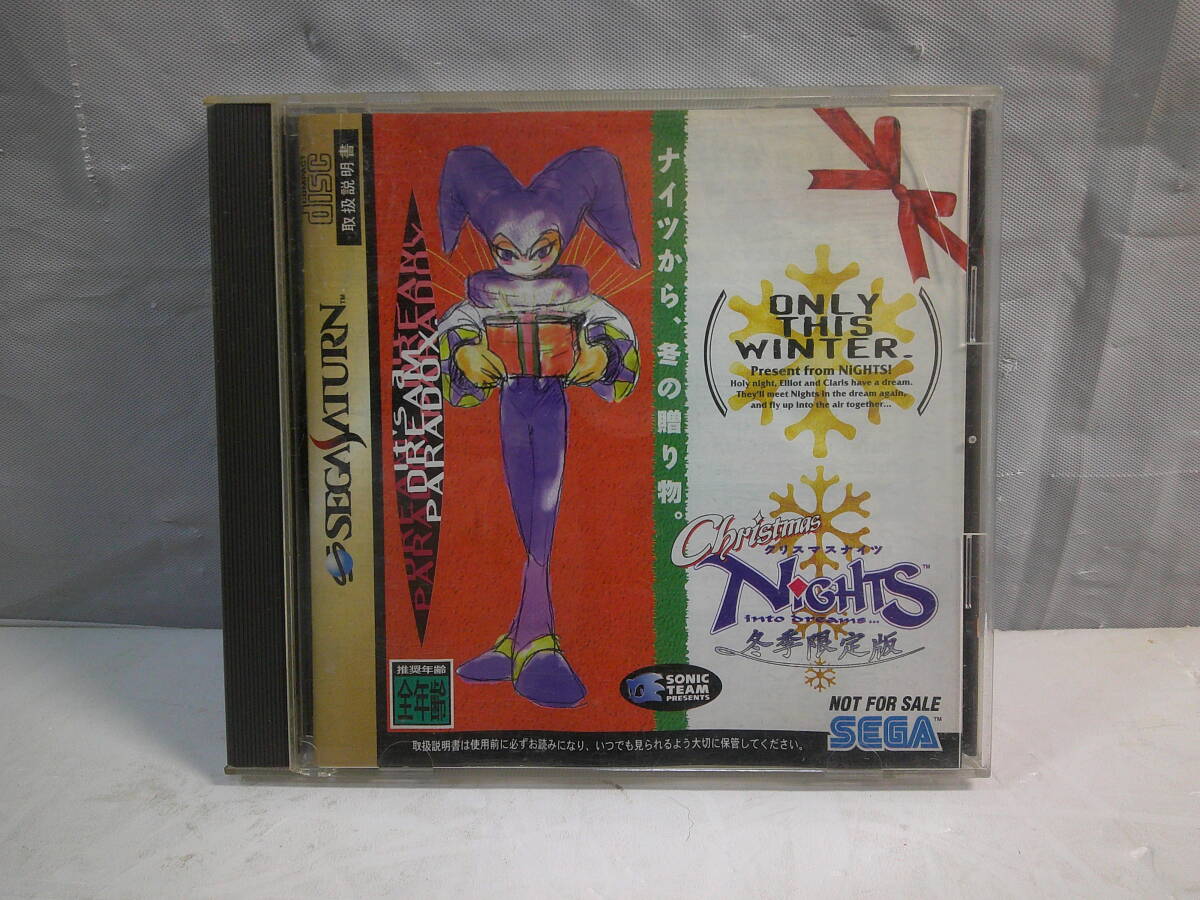 COMPACT
disc
取扱説明書
SEGA SATURN™
It's A
DREAMY
DREAM
PARADOX
ナイツから、冬の贈り物。
ONLY
THIS
WINTER.
Present from NiGHTS!
Holy night, Elliot and Claris have a dream.
They'll meet Nights in the dream again,
and fly up into the air together...
Christmas
クリスマスナイツ
NiGHTS™
into dreams...
冬季限定版
推奨年齢
全年齢
SONIC
TEAM
PRESENTS
NOT FOR SALE
SEGA™
取扱説明書は使用前に必ずお読みになり、いつでも見られるよう大切に保管してください。